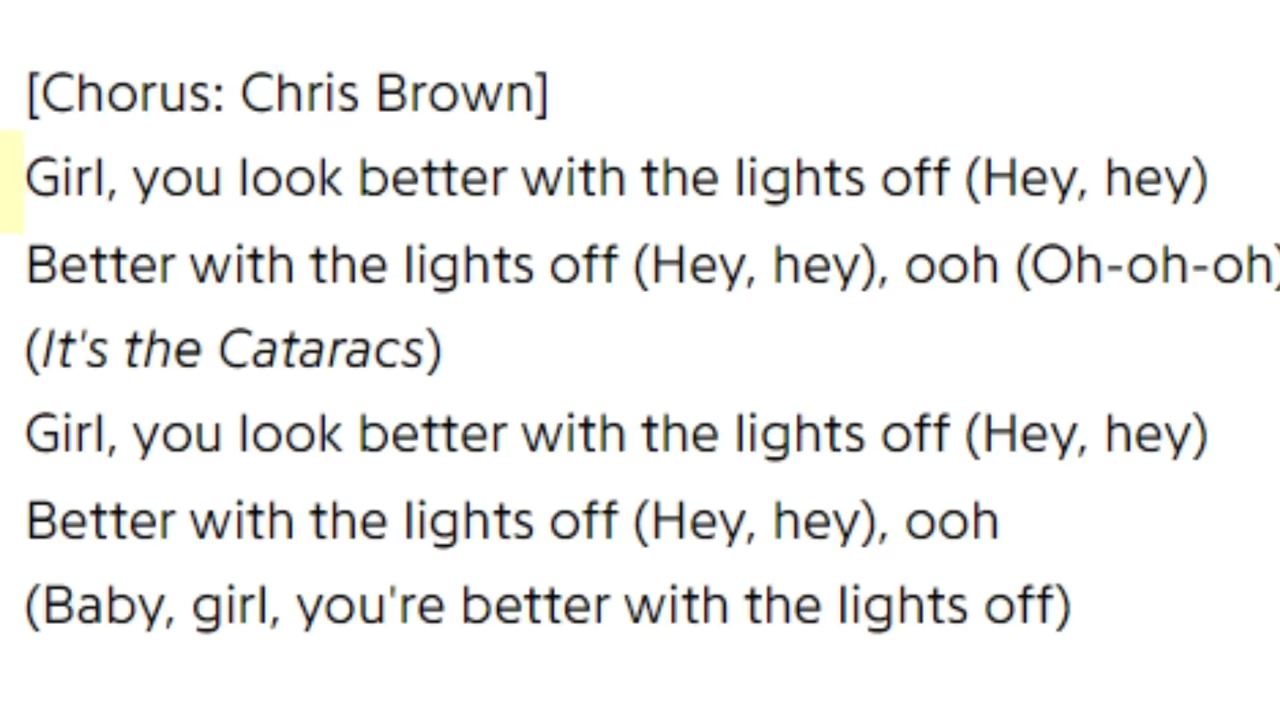 [Chorus: Chris Brown]
Girl, you look better with the lights off (Hey, hey)
Better with the lights off (Hey, hey), ooh (Oh-oh-oh)
(It's the Cataracs)
Girl, you look better with the lights off (Hey, hey)
Better with the lights off (Hey, hey), ooh
(Baby, girl, you're better with the lights off)